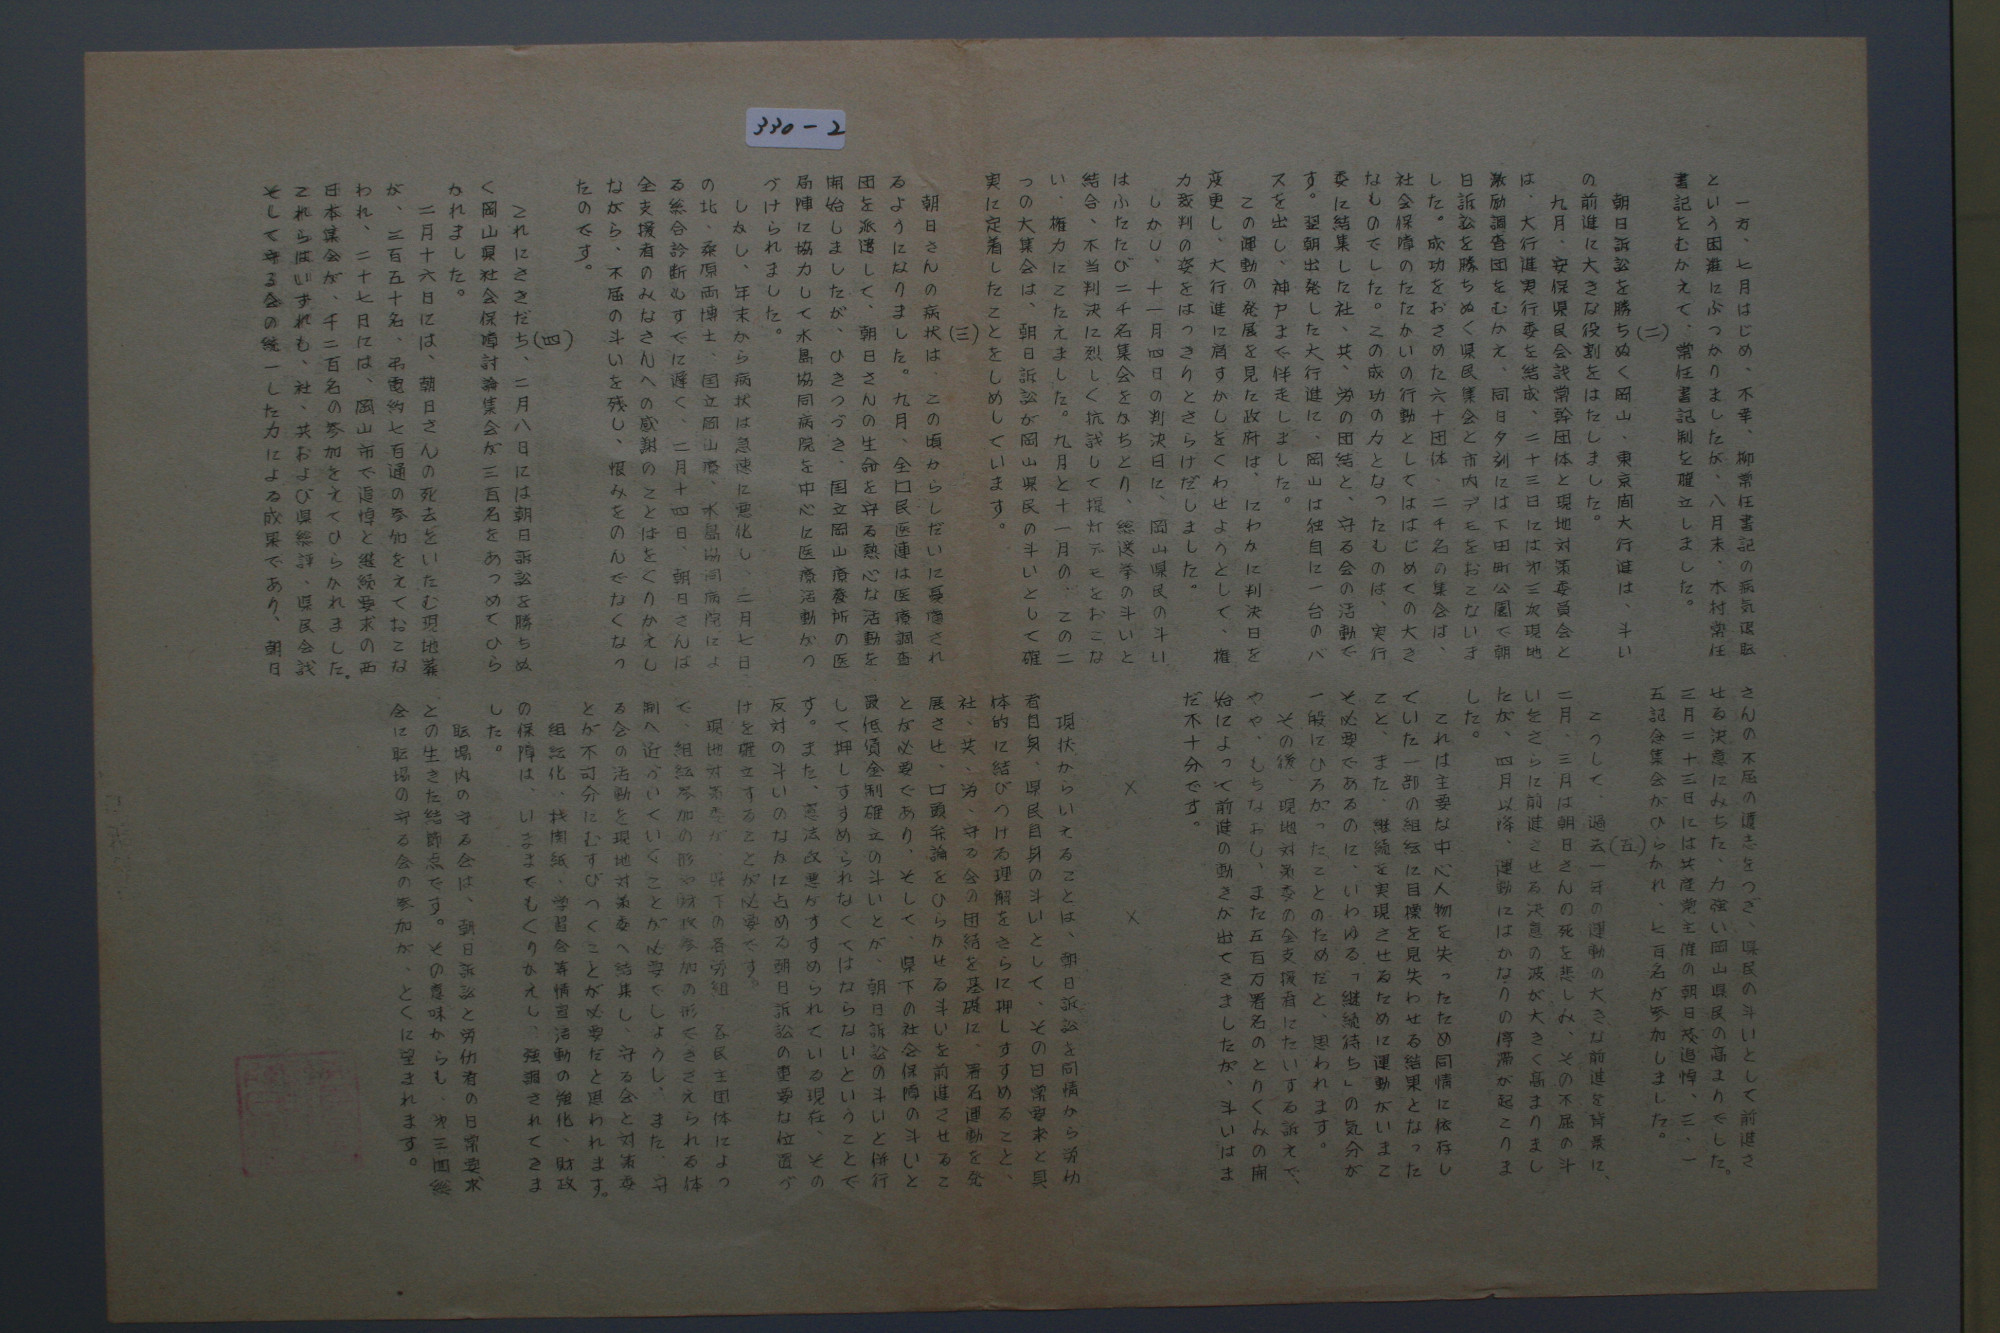 330-2
一方、七月はじめ、不幸、柳常任書記の病気退耺
という困難にぶつかりましたが、八月末、木村常任
書記をむかえて、常任書記制を確立しました。
(二)
朝日訴訟を勝ちぬく岡山、東京間大行進は、斗い
の前進に大きな役割をはたしました。
九月、安保県民会議常幹団体と現地対策委員会と
は、大行進実行委を結成、二十三日には第三次現地
激励調査団をむかえ、同日夕刻には下田町公園で朝
日訴訟を勝ちぬく県民集会と市内デモをおこないま
した。成功をおさめた六十団体、二千名の集会は、
社会保障のたたかいの行動としてははじめての大き
なものでした。この成功の力となったものは、実行
委に結集した社、共、労の団結と、守る会の活動で
す。翌朝出発した大行進に、岡山は独自に一台のバ
スを出し、神戸まで伴走しました。
この運動の発展を見た政府は、にわかに判決日を
変更し、大行進に肩すかしをくわせようとして、権
力裁判の姿をはっきりとさらけだしました。
しかし、十一月四日の判決日に、岡山県民の斗い
はふたたび二千名集会をかちとり、総選挙の斗いと
結合、不当判決に烈しく抗議して提灯デモをおこな
い、権力にこたえました。九月と十一月の、この二
つの大集会は、朝日訴訟が岡山県民の斗いとして確
実に定着したことをしめしています。
(三)
朝日さんの病状は、この頃からしだいに憂慮され
るようになりました。九月、全口民医連は医療調査
団を派遣して、朝日さんの生命を守る熱心な活動を
開始しましたが、ひきつづき、国立岡山療養所の医
局陣に協力して水島協同病院を中心に医療活動がつ
づけられました。
しかし、年末から病状は急速に悪化し、二月七日
の北、桑原両博士、国立岡山療、水島協同病院によ
る総合診断もすでに遅く、二月十四日、朝日さんは
全支援者のみなさんへの感謝のことばをくりかえし
ながら、不屈の斗いを残し、恨みをのんでなくなっ
たのです。
(四)
これにさきだち、二月八日には朝日訴訟を勝ちぬ
く岡山県社会保障討論集会が三百名をあつめてひら
かれました。
二月十六日には、朝日さんの死去をいたむ現地葬
が、三百五十名、弔電約七百通の参加をえておこな
われ、二十七日には、岡山市で追悼と継続要求の西
日本集会が、千二百名の参加をえてひらかれました。
これらはいずれも、社、共および県総評、県民会議
そして守る会の統一した力による成果であり、朝日
さんの不屈の遺志をつぎ、県民の斗いとして前進さ
せる決意にみちた、力強い岡山県民の高まりでした。
三月二十三日には共産党主催の朝日茂追悼、三・一
五記念集会がひらかれ、七百名が参加しました。
(五)
こうして、過去一年の運動の大きな前進を背景に、
二月、三月は朝日さんの死を悲しみ、その不屈の斗
いをさらに前進させる決意の波が大きく高まりまし
たが、四月以降、運動にはかなりの停滞が起こりま
した。
これは主要な中心人物を失ったため同情に依存し
ていた一部の組織に目標を見失わせる結果となった
こと、また、継続を実現させるために運動がいまこ
そ必要であるのに、いわゆる「継続待ち」の気分が
一般にひろがったことのためだと、思われます。
その後、現地対策委の全支援者にたいする訴えで、
やや、もちなおし、また五百万署名のとりくみの開
始によって前進の動きが出てきましたが、斗いはま
だ不十分です。
× ×
現状からいえることは、朝日訴訟を同情から労仂
者自身、県民自身の斗いとして、その日常要求と具
体的に結びつける理解をさらに押しすすめること、
社、共、労、守る会の団結を基礎に、署名運動を発
展させ、口頭弁論をひらかせる斗いを前進させるこ
とが必要であり、そして、県下の社会保障の斗いと
最低賃金制確立の斗いとが、朝日訴訟の斗いと併行
して押しすすめられなくてはならないということで
す。また、憲法改悪がすすめられている現在、その
反対の斗いのなかに占める朝日訴訟の重要な位置づ
けを確立することが必要です。
現地対策委が、県下の各労組、各民主団体によっ
て、組織参加の形や財政参加の形でささえられる体
制へ近づいていくことが必要でしょうし、また、守
る会の活動を現地対策委へ結集し、守る会と対策委
とが不可分にむすびつくことが必要だと思われます。
組織化、機関紙、学習会等情宣活動の強化、財政
の保障は、いままでもくりかえし、強調されてきま
した。
耺場内の守る会は、朝日訴訟と労仂者の日常要求
との生きた結節点です。その意味からも、第三回総
会に耺場の守る会の参加が、とくに望まれます。